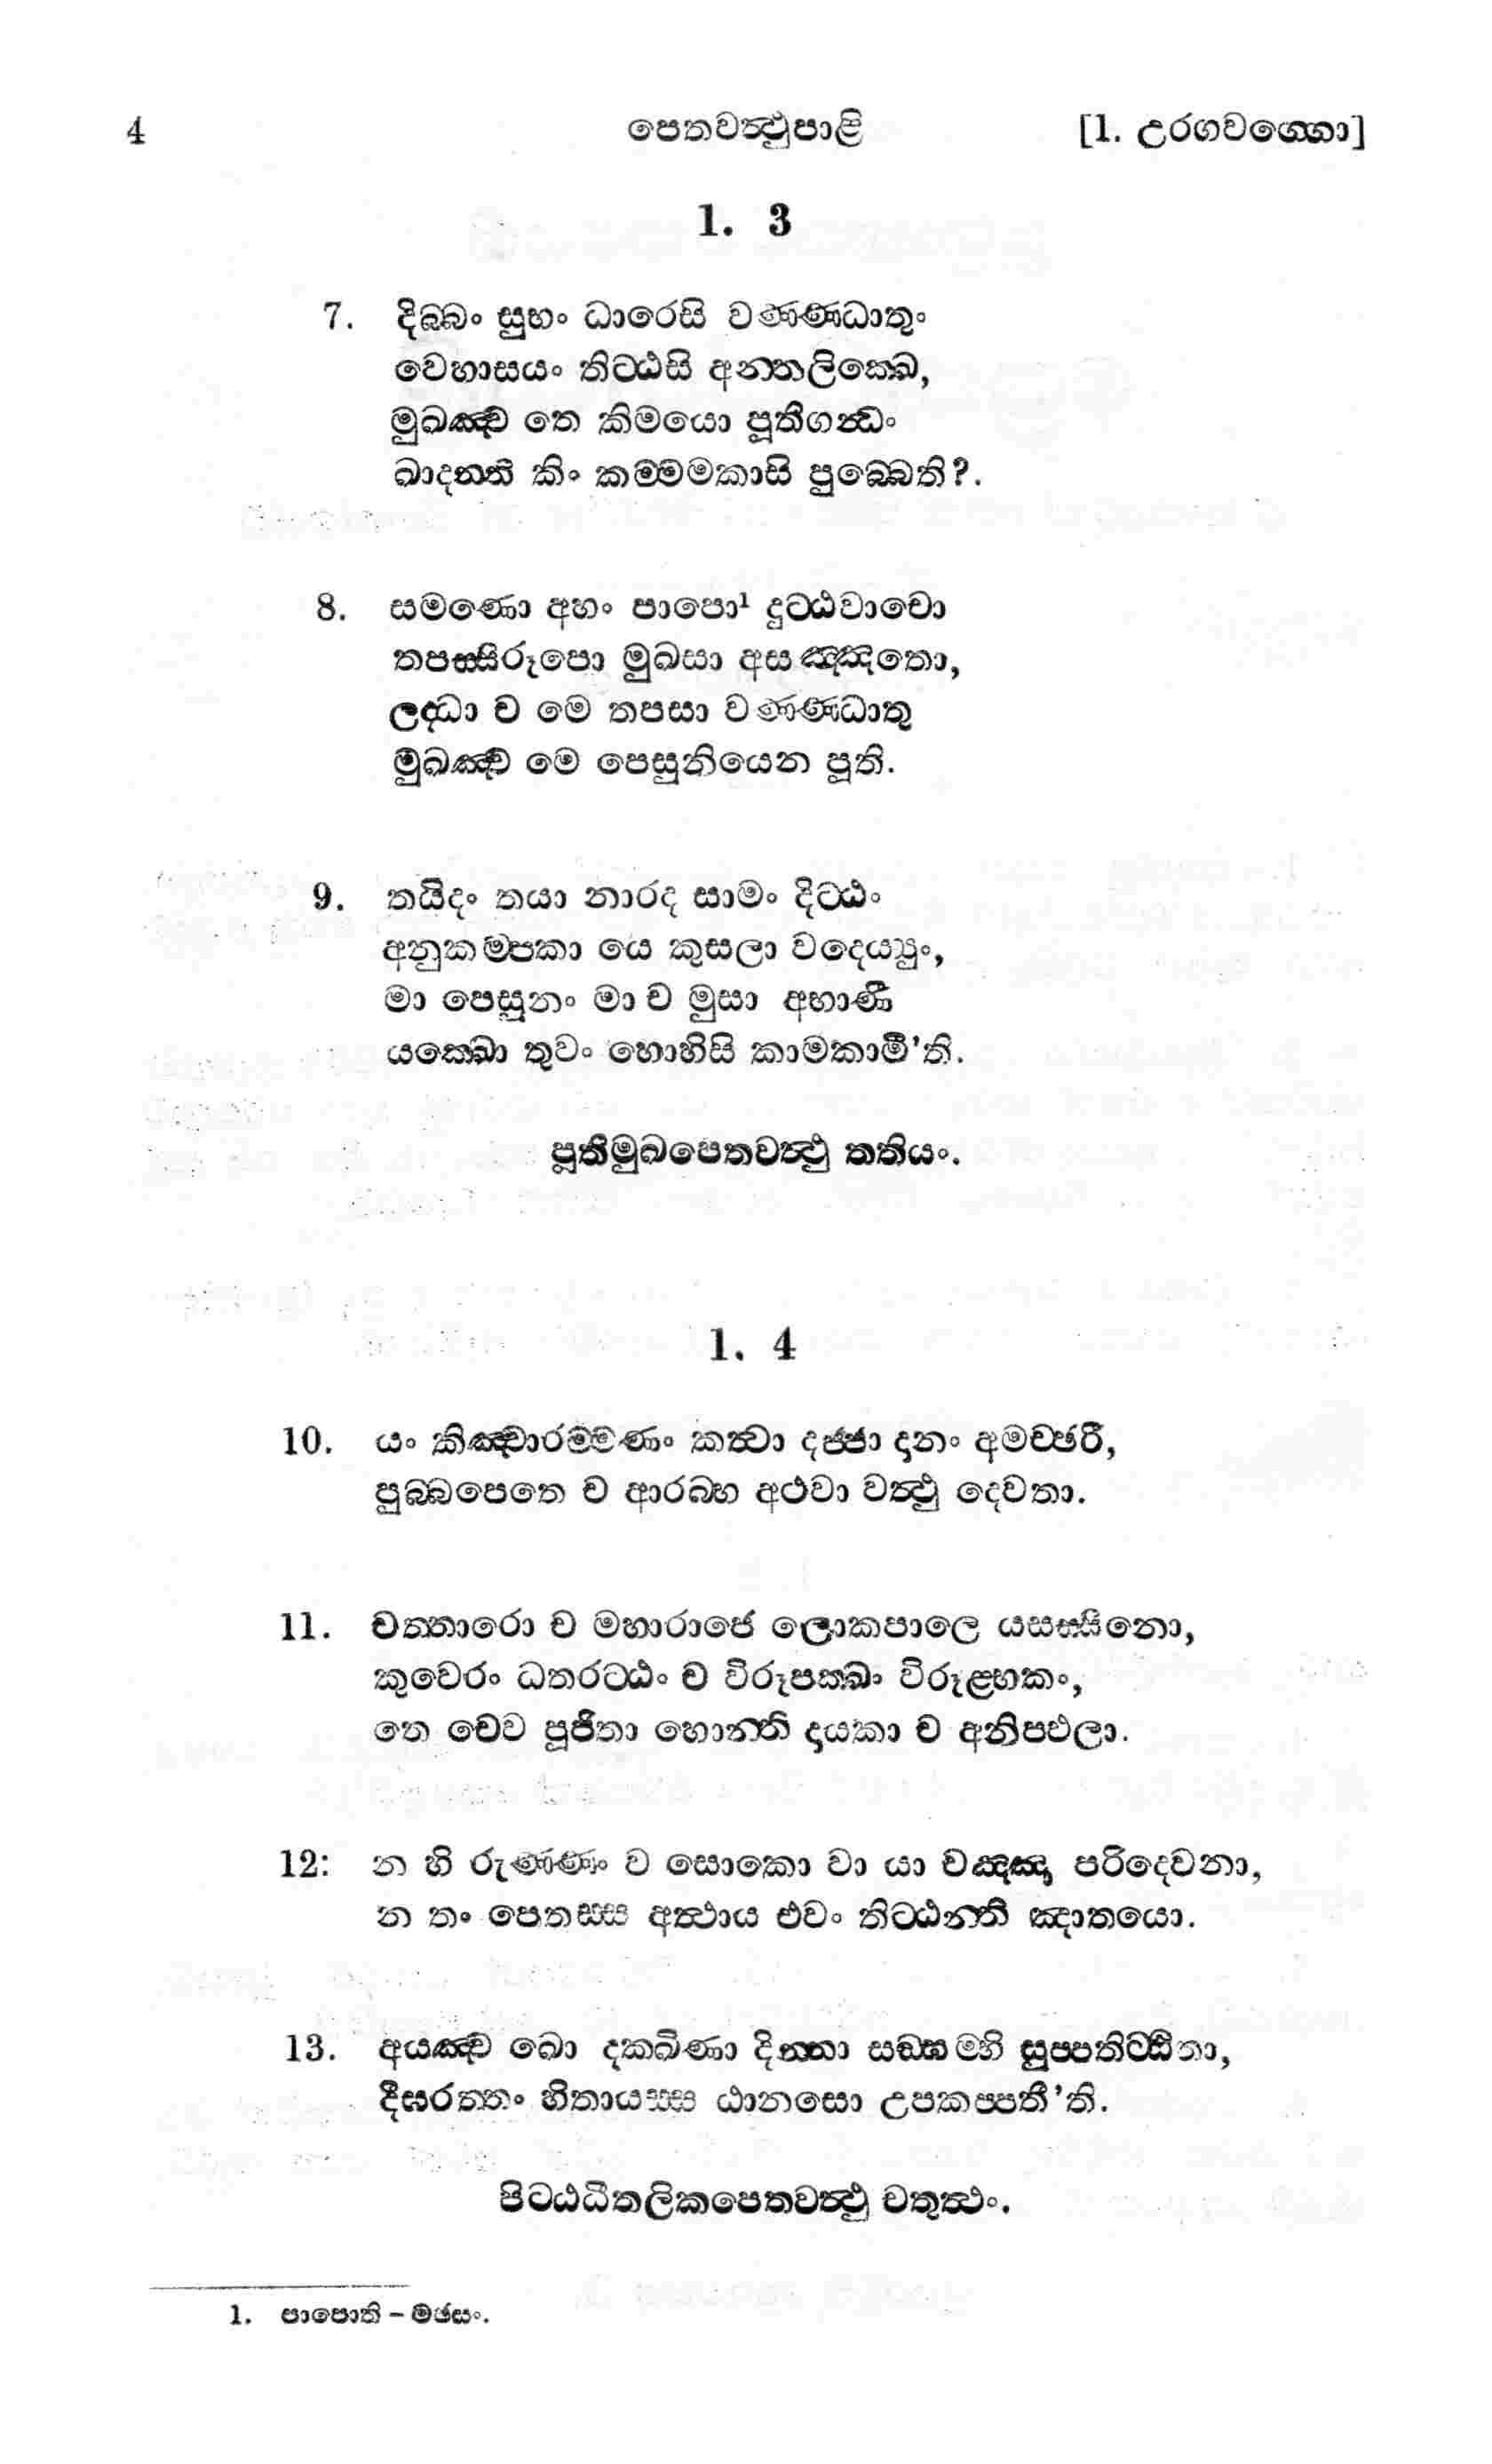 4 පෙතවත්‍ථුපාළි [1. උරගවග‍්ගො]
1. 3
7. දිබ‍්බං සුභං ධාරෙසි වණ‍්ණධාතුං
වෙහාසයං තිට‍්ඨසි අන‍්තලික‍්ඛෙ,
මුඛඤ‍්ච තෙ කිමයො පූතිගන්‍ධං
ඛාදන‍්ති කිං කම‍්මමකාසි පුබ‍්බෙති?.
8. සමණො අහං පාපො¹ දුට‍්ඨවාචො
තපස‍්සිරූපො මුඛසා අසඤ‍්ඤතො,
ලද‍්ධා ච මෙ තපසා වණ‍්ණධාතු
මුඛඤ‍්ච මෙ පෙසුනියෙන පූති.
9. තයිදං තයා නාරද සාමං දිට‍්ඨං
අනුකම‍්පකා යෙ කුසලා වදෙය්‍යුං,
මා පෙසුනං මා ච මුසා අභාණී
යක‍්ඛො තුවං හොහිසි කාමකාමී’ති.
පූතිමුඛපෙතවත්‍ථු තතියං.
1. 4
10. යං කිඤ‍්චාරම‍්මණං කත්‍වා දජ‍්ජා දානං අමච‍්ඡරී,
පුබ‍්බපෙතෙ ච ආරබ‍්භ අථවා වත්‍ථු දෙවතා.
11. චත‍්තාරො ච මහාරාජෙ ලොකපාලෙ යසස‍්සිනො,
කුවෙරං ධතරට‍්ඨං ච විරූපක‍්ඛං විරූළ‍්හකං,
තෙ චෙව පූජිතා හොන‍්ති දායකා ච අනිප‍්ඵලා.
12: න හි රුණ‍්ණං ව සොකො වා යා චඤ‍්ඤා පරිදෙවනා,
න තං පෙතස‍්ස අත්‍ථාය එවං තිට‍්ඨන‍්ති ඤාතයො.
13. අයඤ‍්ච ඛො දක‍්ඛිණා දින‍්නා සඞ‍්ඝම‍්හි සුප‍්පතිට‍්ඨිතා,
දීඝරත‍්තං හිතායස‍්ස ඨානසො උපකප‍්පතී’ති.
පිට‍්ඨධීතලිකපෙතවත්‍ථු චතුත්‍ථං.
1. පාපොති – මඡසං.